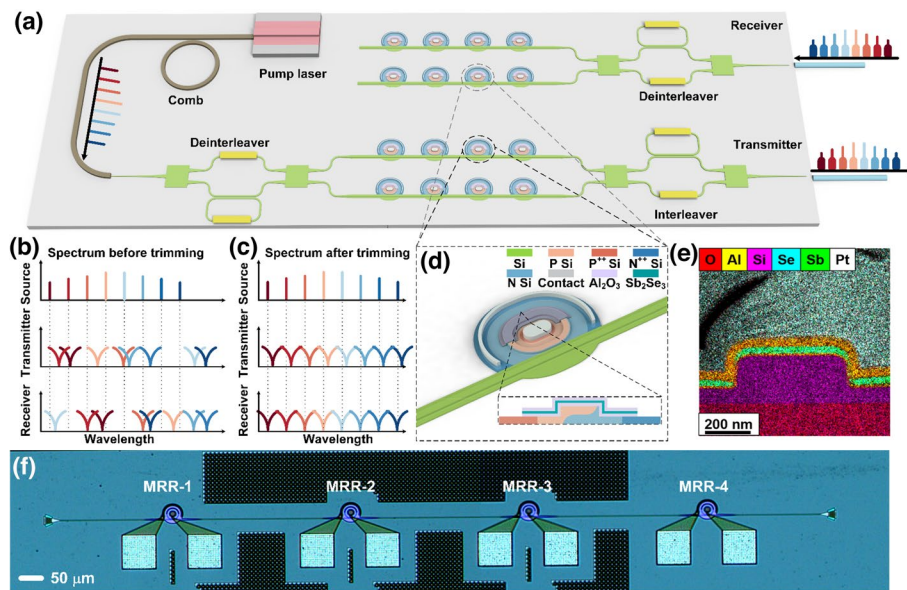 (a)
Pump laser
Comb
Receiver
Deinterleaver
Deinterleaver
Transmitter
Interleaver
(b)
Spectrum before trimming
Source
Transmitter
Receiver
Wavelength
(c)
Spectrum after trimming
Source
Transmitter
Receiver
Wavelength
(d)
Si P Si P⁺⁺ Si N⁺⁺ Si
N Si Contact Al₂O₃ Sb₂Se₃
(e)
O Al Si Se Sb Pt
200 nm
(f)
MRR-1 MRR-2 MRR-3 MRR-4
50 μm